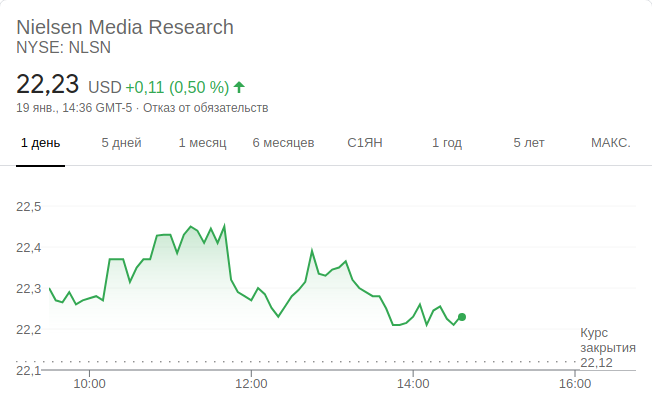 Nielsen Media Research
NYSE: NLSN
22,23 USD +0,11 (0,50 %)
19 янв., 14:36 GMT-5 · Отказ от обязательств
1 день 5 дней 1 месяц 6 месяцев С1ЯН 1 год 5 лет МАКС.
22,5
22,4
22,3
22,2
Курс
закрытия
22,12
22,1
10:00 12:00 14:00 16:00